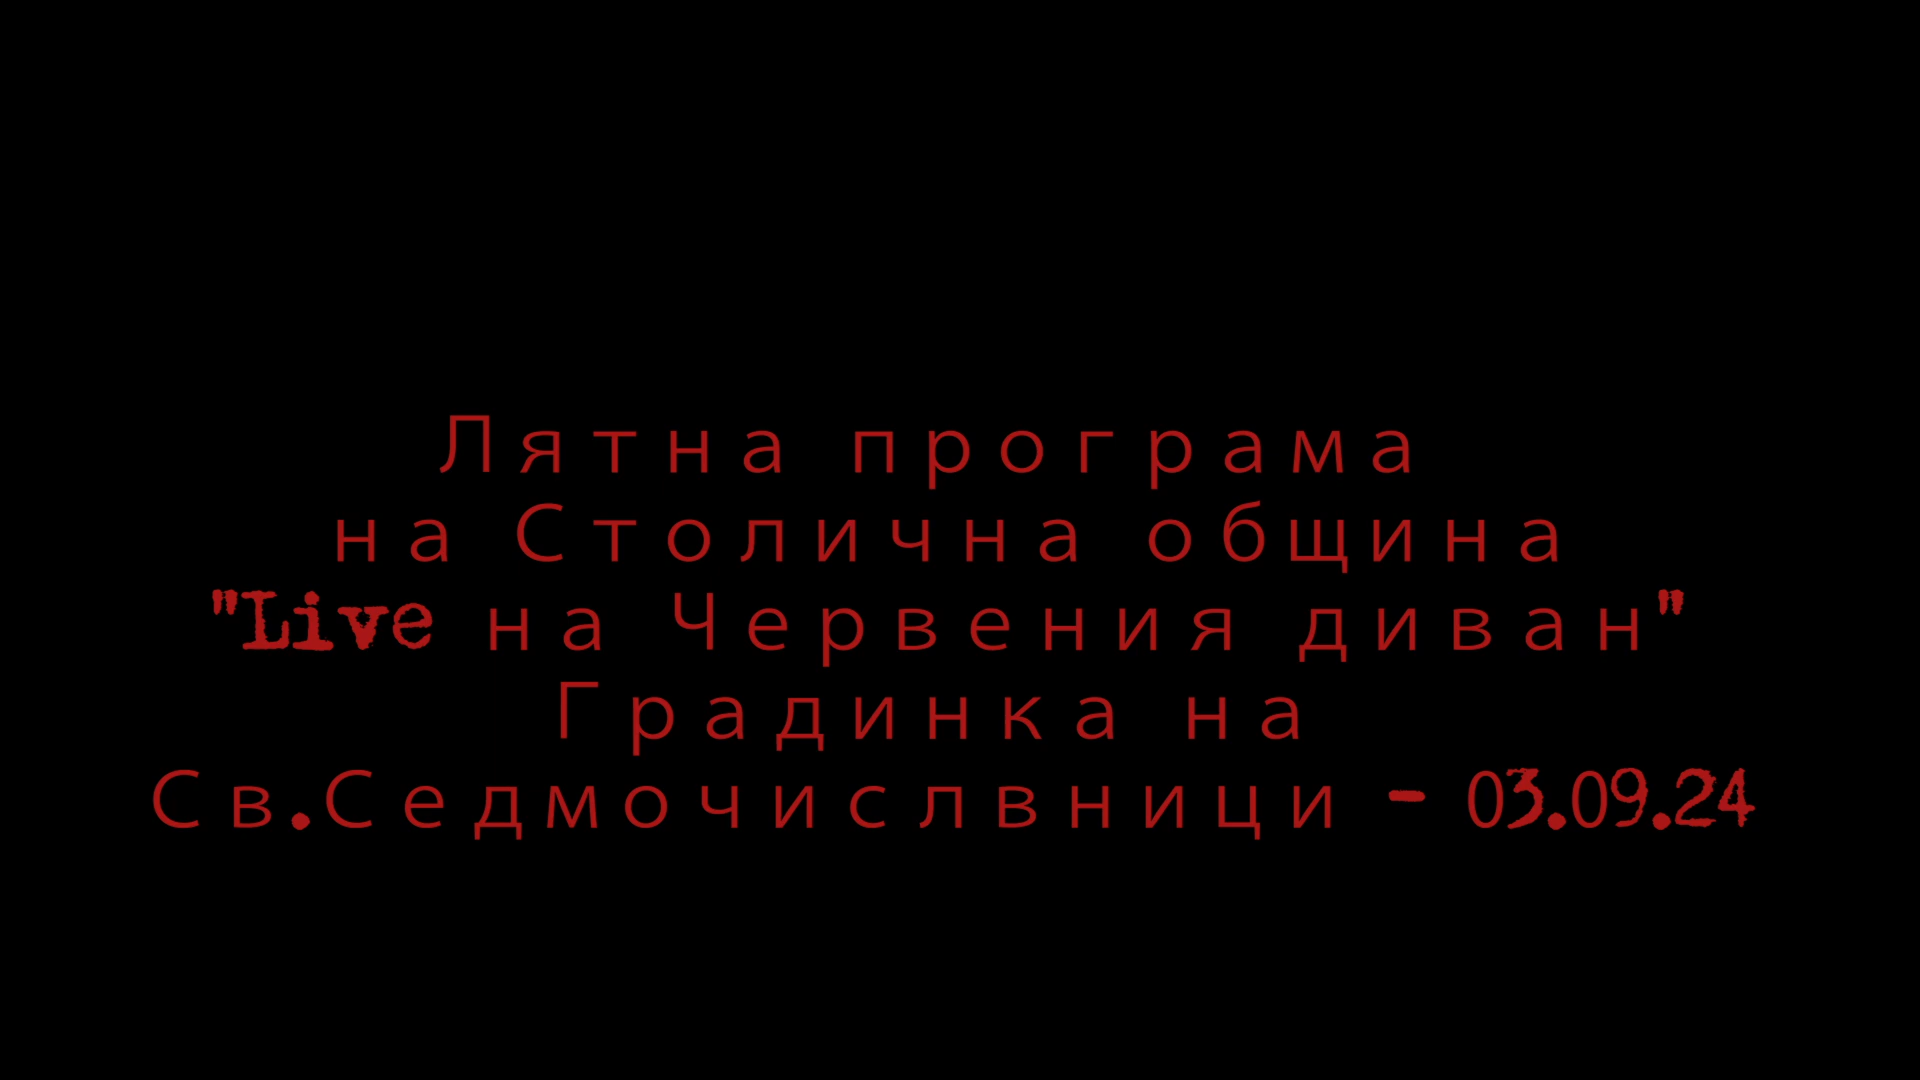 Лятна програма
на Столична община
"Live на Червения диван"
Градинка на
Св.Седмочислвници - 03.09.24